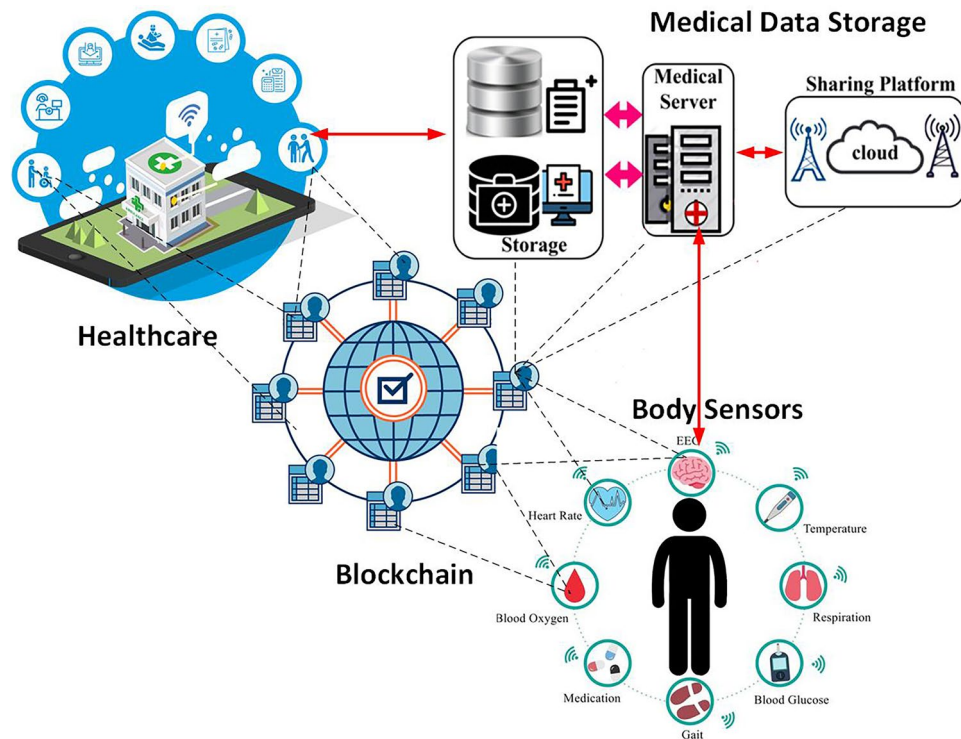 Medical Data Storage
Medical
Server
Sharing Platform
cloud
Storage
Healthcare
Body Sensors
EEG
Heart Rate
Temperature
Blockchain
Blood Oxygen
Respiration
Medication
Blood Glucose
Gait